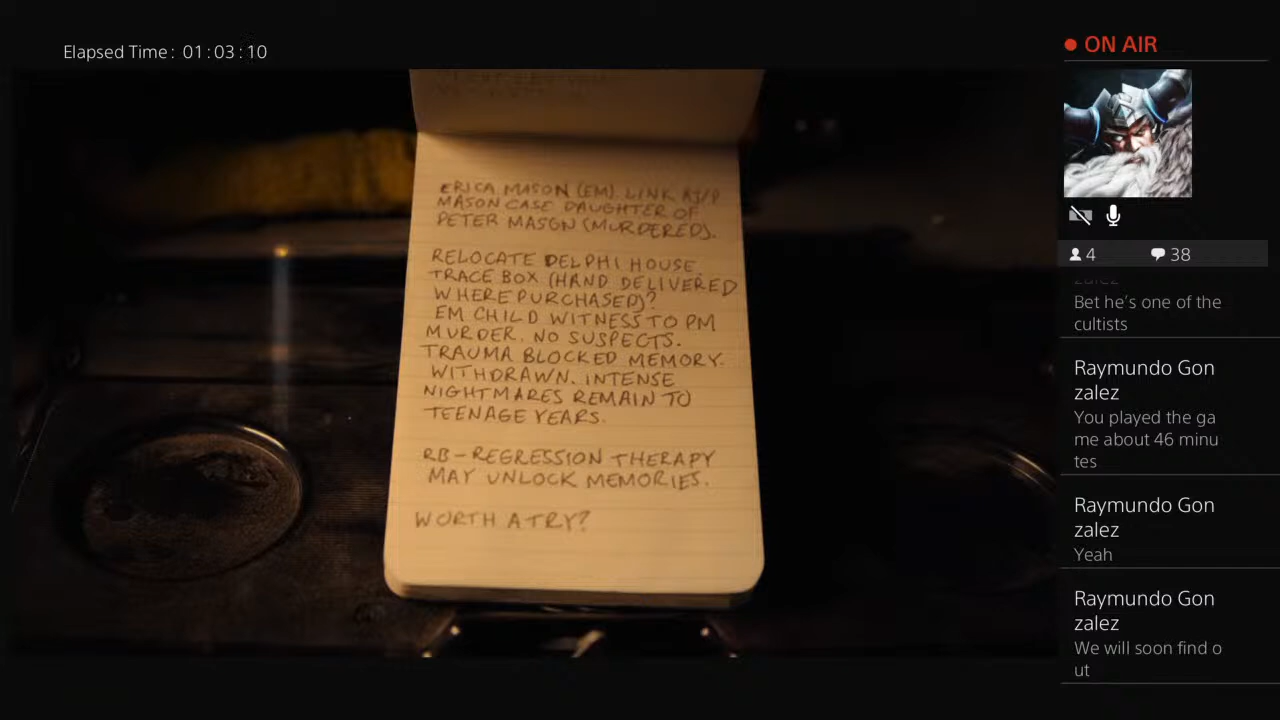 Elapsed Time: 01:03:10
ERICA MASON (EM). LINK
MASON CASE DAUGHTER OF
PETER MASON (MURDERED).
RELOCATE DELPHI HOUSE
TRACE BOX (HAND DELIVERED
WHERE PURCHASED)?
EM CHILD WITNESS TO PM
MURDER. NO SUSPECTS.
TRAUMA BLOCKED MEMORY.
WITHDRAWN. INTENSE
NIGHTMARES REMAIN TO
TEENAGE YEARS.
RB-REGRESSION THERAPY
MAY UNLOCK MEMORIES.
WORTH A TRY?
ON AIR
4 38
zalez
Bet he's one of the
cultists
Raymundo Gon
zalez
You played the ga
me about 46 minu
tes
Raymundo Gon
zalez
Yeah
Raymundo Gon
zalez
We will soon find o
ut